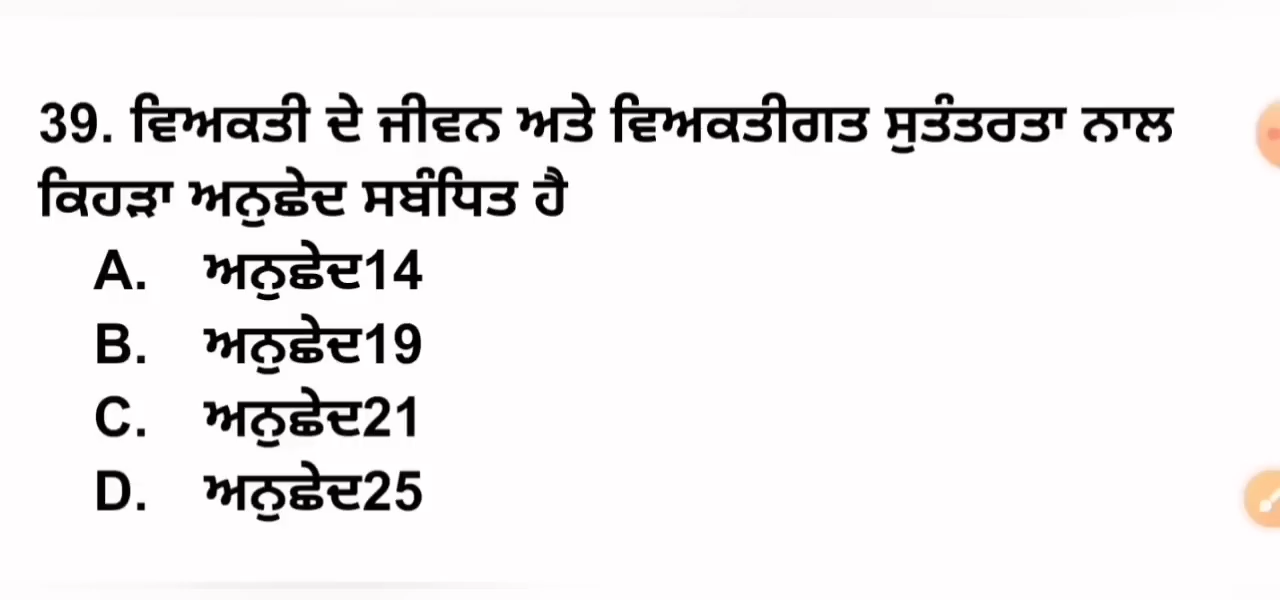 39. ਵਿਅਕਤੀ ਦੇ ਜੀਵਨ ਅਤੇ ਵਿਅਕਤੀਗਤ ਸੁਤੰਤਰਤਾ ਨਾਲ
ਕਿਹੜਾ ਅਨੁਛੇਦ ਸਬੰਧਿਤ ਹੈ
A. ਅਨੁਛੇਦ14
B. ਅਨੁਛੇਦ19
C. ਅਨੁਛੇਦ21
D. ਅਨੁਛੇਦ25